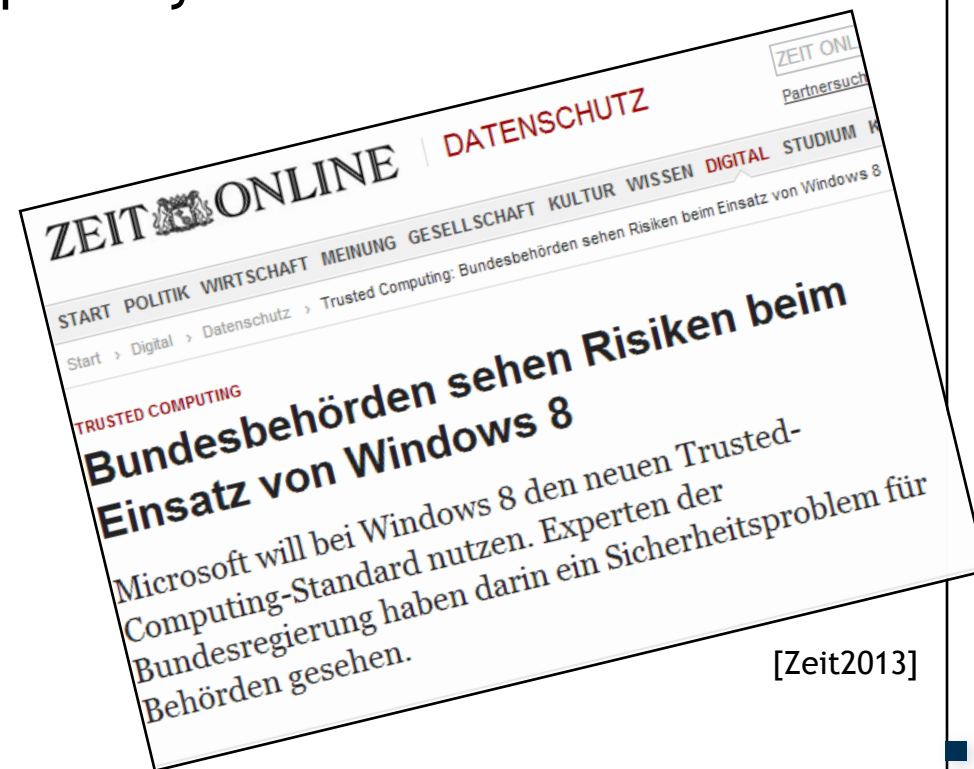 ZEIT ONLINE | DATENSCHUTZ
ZEIT ONL
Partnersuch
START POLITIK WIRTSCHAFT MEINUNG GESELLSCHAFT KULTUR WISSEN DIGITAL STUDIUM K
Start › Digital › Datenschutz › Trusted Computing: Bundesbehörden sehen Risiken beim Einsatz von Windows 8
TRUSTED COMPUTING
Bundesbehörden sehen Risiken beim
Einsatz von Windows 8
Microsoft will bei Windows 8 den neuen Trusted-
Computing-Standard nutzen. Experten der
Bundesregierung haben darin ein Sicherheitsproblem für
Behörden gesehen.
[Zeit2013]